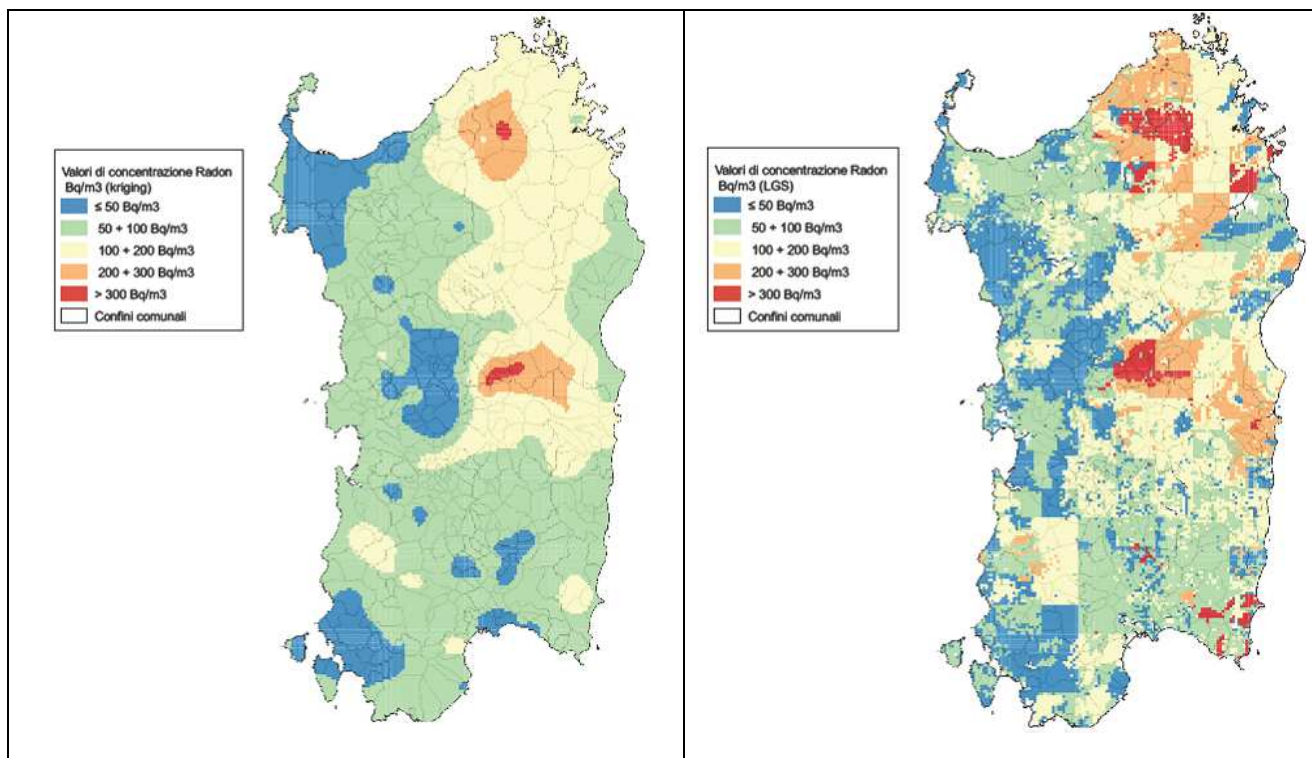 Valori di concentrazione Radon
Bq/m3 (kriging)
≤ 50 Bq/m3
50 + 100 Bq/m3
100 + 200 Bq/m3
200 + 300 Bq/m3
> 300 Bq/m3
Confini comunali
Valori di concentrazione Radon
Bq/m3 (LGS)
≤ 50 Bq/m3
50 + 100 Bq/m3
100 + 200 Bq/m3
200 + 300 Bq/m3
> 300 Bq/m3
Confini comunali